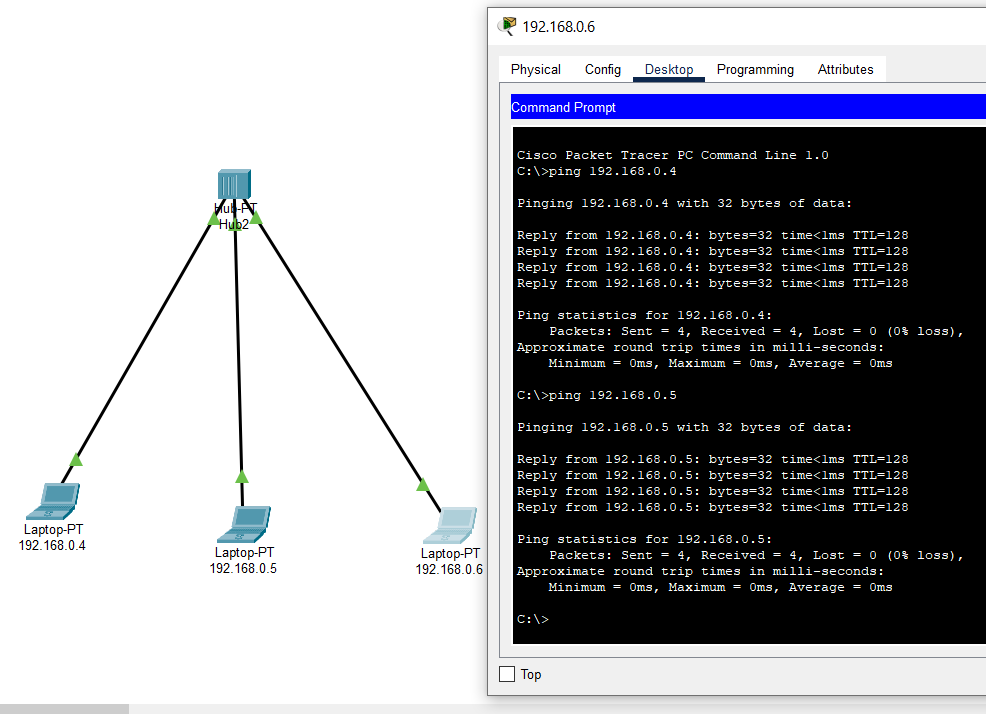 Hub-PT
Hub2
Laptop-PT
192.168.0.4
Laptop-PT
192.168.0.5
Laptop-PT
192.168.0.6
192.168.0.6
Physical Config Desktop Programming Attributes
Command Prompt
Cisco Packet Tracer PC Command Line 1.0
C:\>ping 192.168.0.4
Pinging 192.168.0.4 with 32 bytes of data:
Reply from 192.168.0.4: bytes=32 time<1ms TTL=128
Reply from 192.168.0.4: bytes=32 time<1ms TTL=128
Reply from 192.168.0.4: bytes=32 time<1ms TTL=128
Reply from 192.168.0.4: bytes=32 time<1ms TTL=128
Ping statistics for 192.168.0.4:
Packets: Sent = 4, Received = 4, Lost = 0 (0% loss),
Approximate round trip times in milli-seconds:
Minimum = 0ms, Maximum = 0ms, Average = 0ms
C:\>ping 192.168.0.5
Pinging 192.168.0.5 with 32 bytes of data:
Reply from 192.168.0.5: bytes=32 time<1ms TTL=128
Reply from 192.168.0.5: bytes=32 time<1ms TTL=128
Reply from 192.168.0.5: bytes=32 time<1ms TTL=128
Reply from 192.168.0.5: bytes=32 time<1ms TTL=128
Ping statistics for 192.168.0.5:
Packets: Sent = 4, Received = 4, Lost = 0 (0% loss),
Approximate round trip times in milli-seconds:
Minimum = 0ms, Maximum = 0ms, Average = 0ms
C:\>
Top